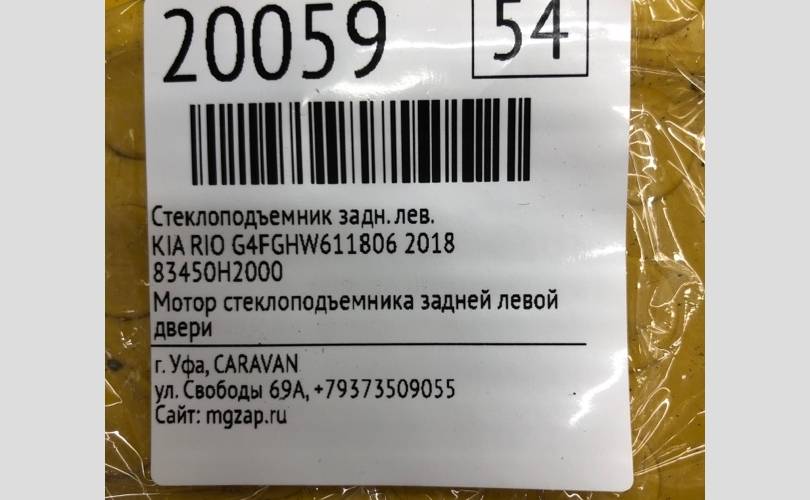 20059
54
Стеклоподъемник задн. лев.
KIA RIO G4FGHW611806 2018
83450H2000
Мотор стеклоподъемника задней левой
двери
г. Уфа, CARAVAN
ул. Свободы 69А, +79373509055
Сайт: mgzap.ru